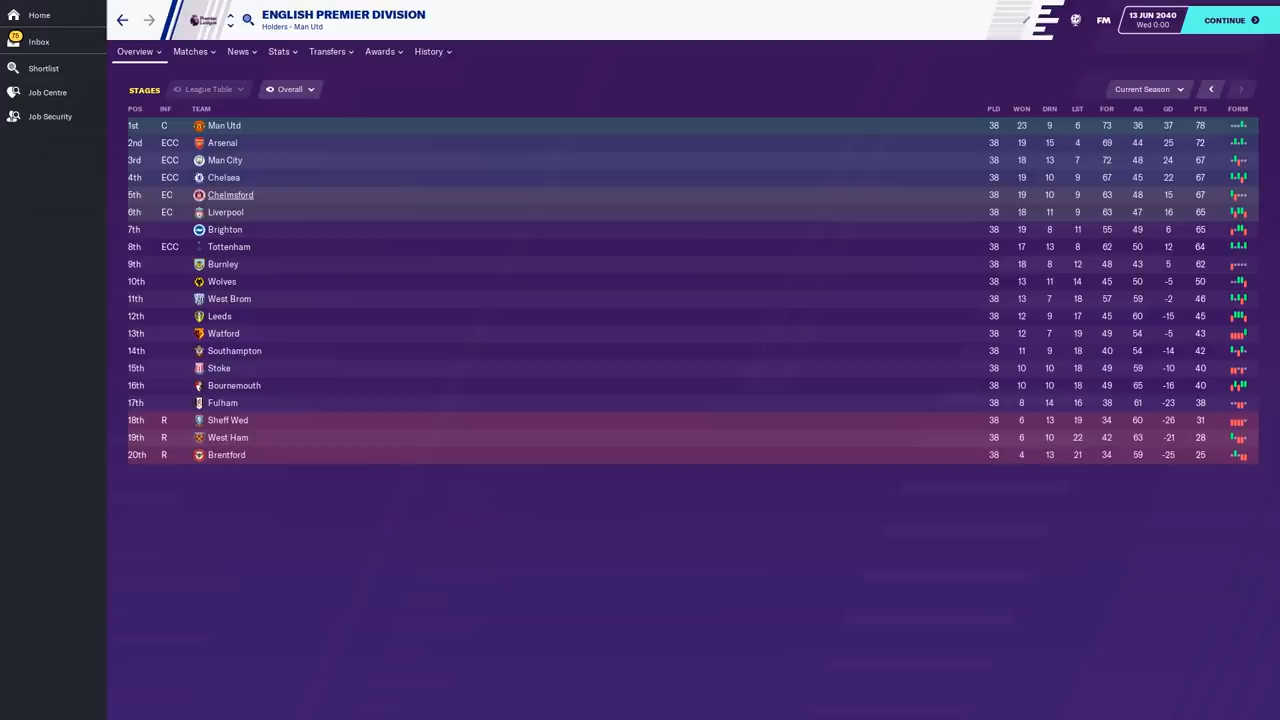 Home
75
Inbox
Shortlist
Job Centre
Job Security
Premier League
ENGLISH PREMIER DIVISION
Holders - Man Utd
FM
13 JUN 2040
Wed 0:00
CONTINUE
Overview Matches News Stats Transfers Awards History
STAGES League Table Overall Current Season
POS INF TEAM PLD WON DRN LST FOR AG GD PTS FORM
1st C Man Utd 38 23 9 6 73 36 37 78
2nd ECC Arsenal 38 19 15 4 69 44 25 72
3rd ECC Man City 38 18 13 7 72 48 24 67
4th ECC Chelsea 38 19 10 9 67 45 22 67
5th EC Chelmsford 38 19 10 9 63 48 15 67
6th EC Liverpool 38 18 11 9 63 47 16 65
7th Brighton 38 19 8 11 55 49 6 65
8th ECC Tottenham 38 17 13 8 62 50 12 64
9th Burnley 38 18 8 12 48 43 5 62
10th Wolves 38 13 11 14 45 50 -5 50
11th West Brom 38 13 7 18 57 59 -2 46
12th Leeds 38 12 9 17 45 60 -15 45
13th Watford 38 12 7 19 49 54 -5 43
14th Southampton 38 11 9 18 40 54 -14 42
15th Stoke 38 10 10 18 49 59 -10 40
16th Bournemouth 38 10 10 18 49 65 -16 40
17th Fulham 38 8 14 16 38 61 -23 38
18th R Sheff Wed 38 6 13 19 34 60 -26 31
19th R West Ham 38 6 10 22 42 63 -21 28
20th R Brentford 38 4 13 21 34 59 -25 25